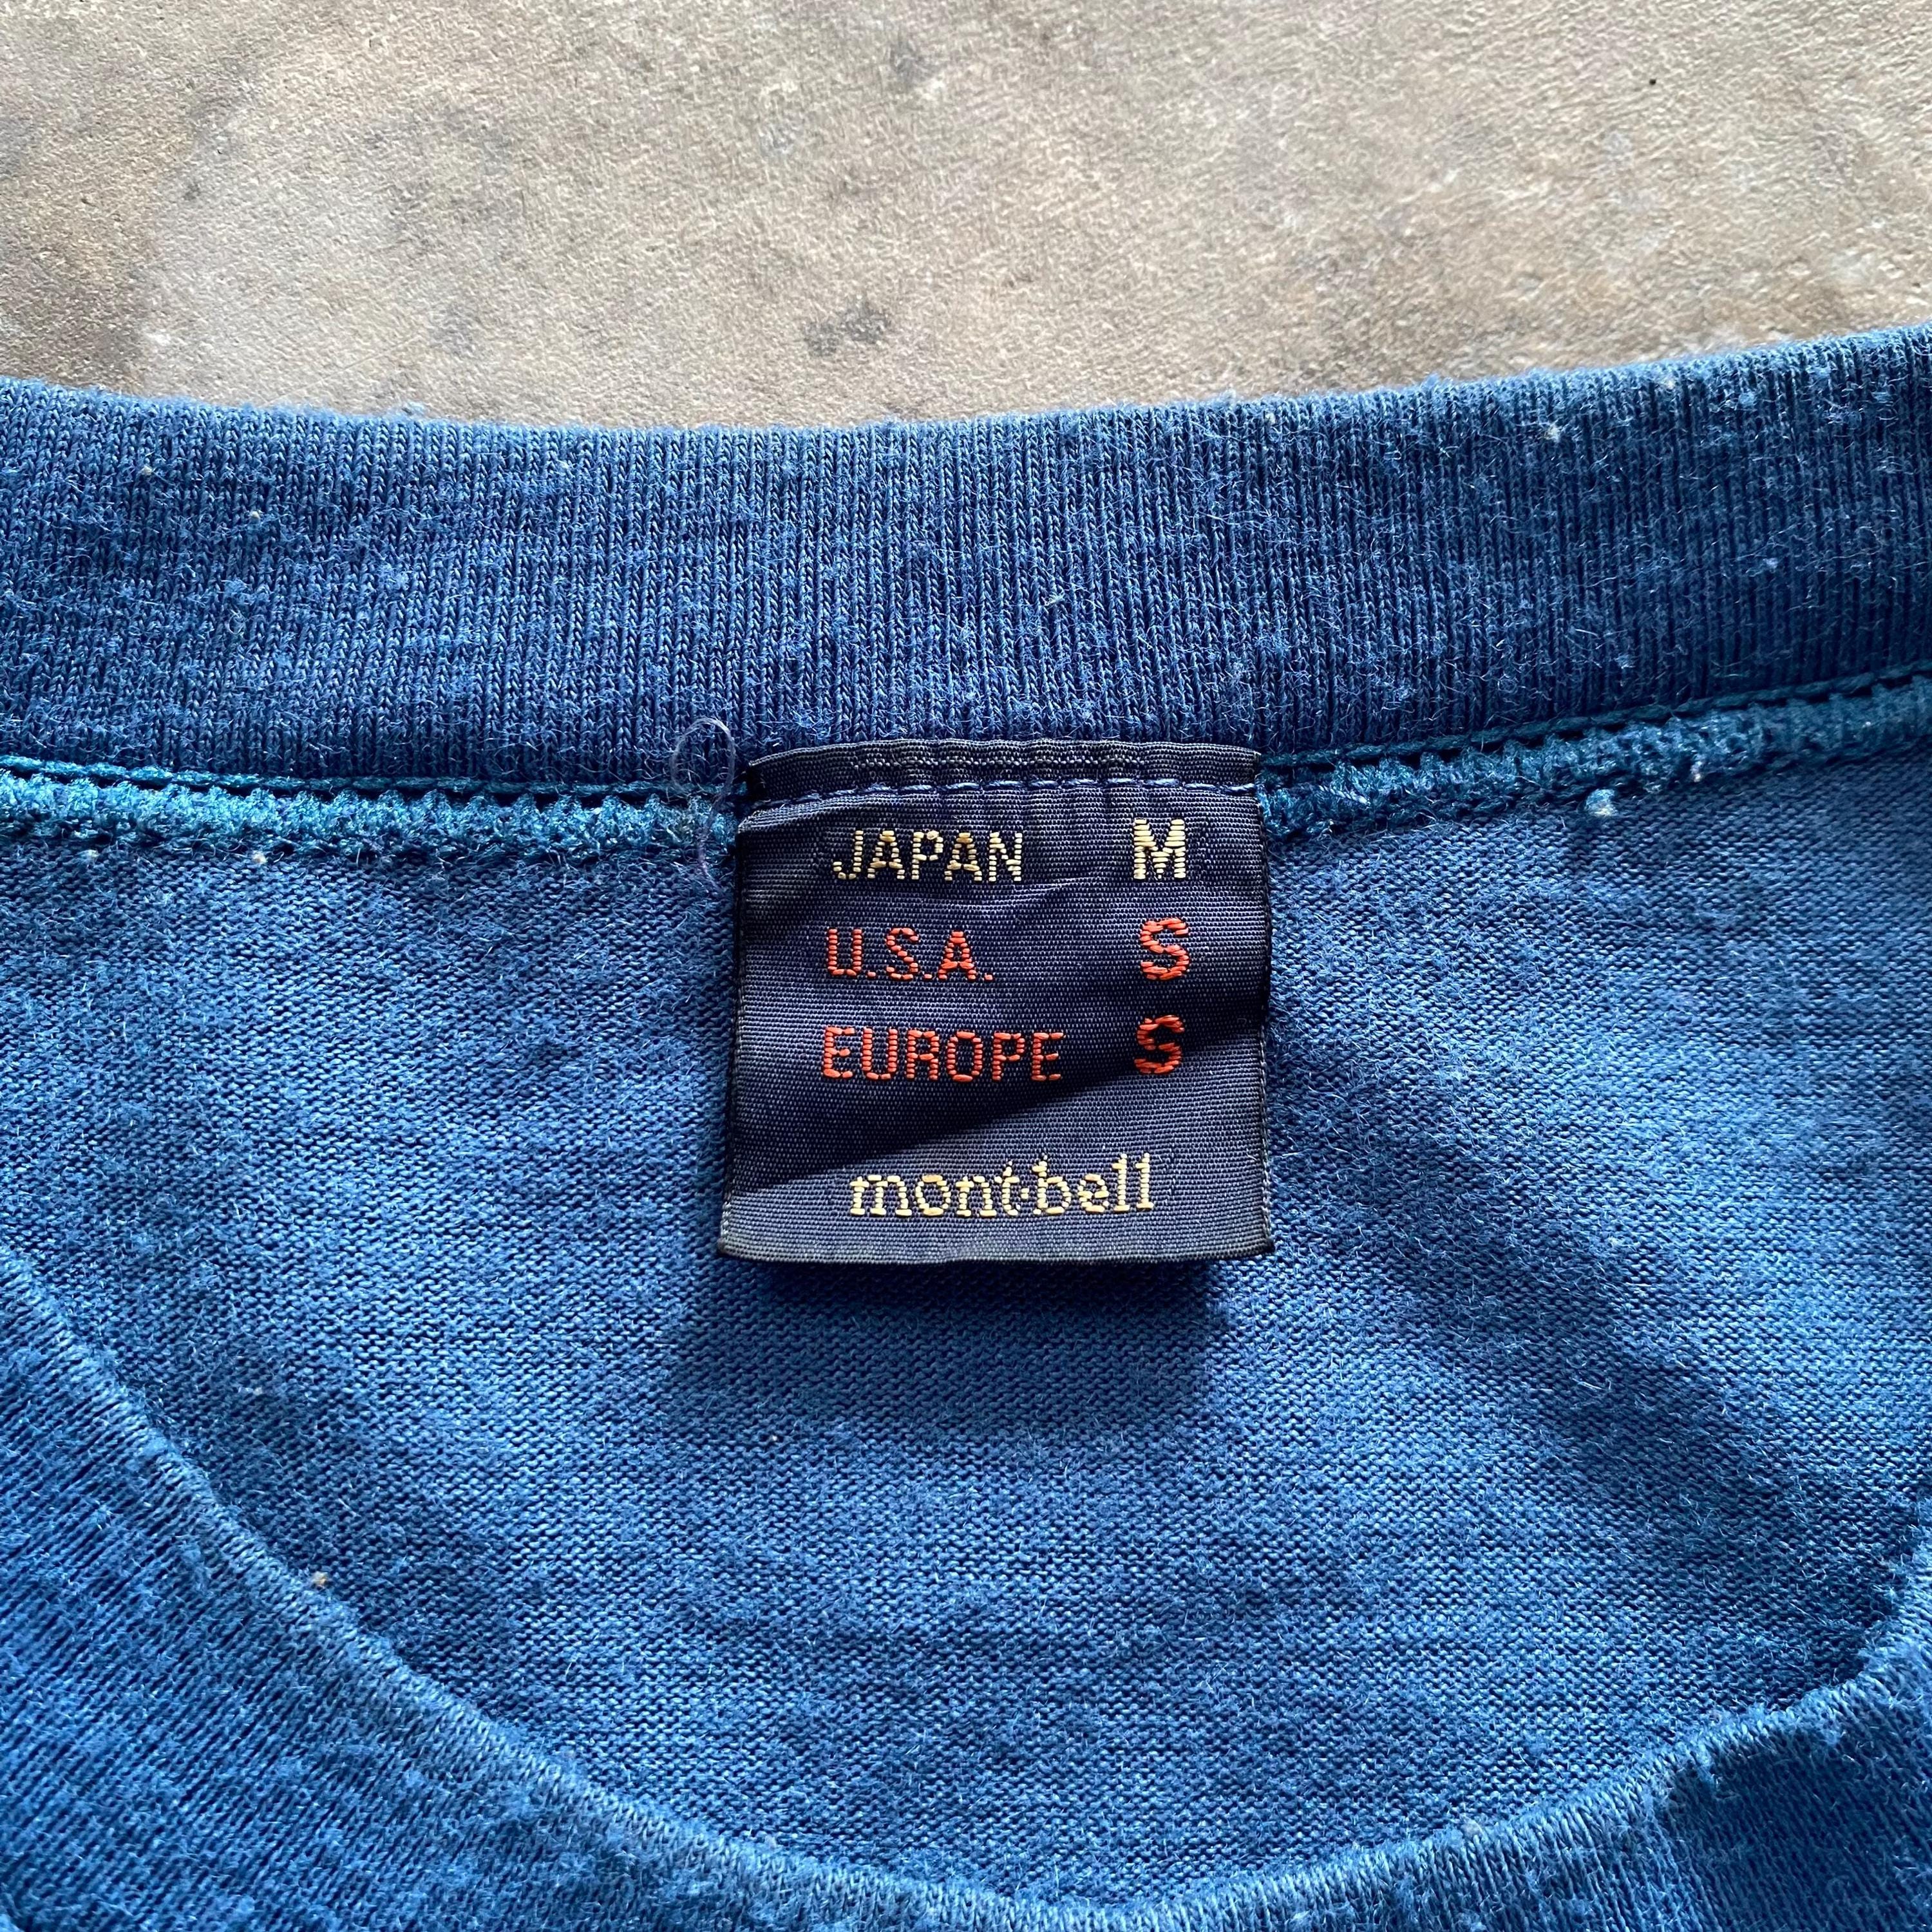 JAPAN M
U.S.A. S
EUROPE S
mont·bell